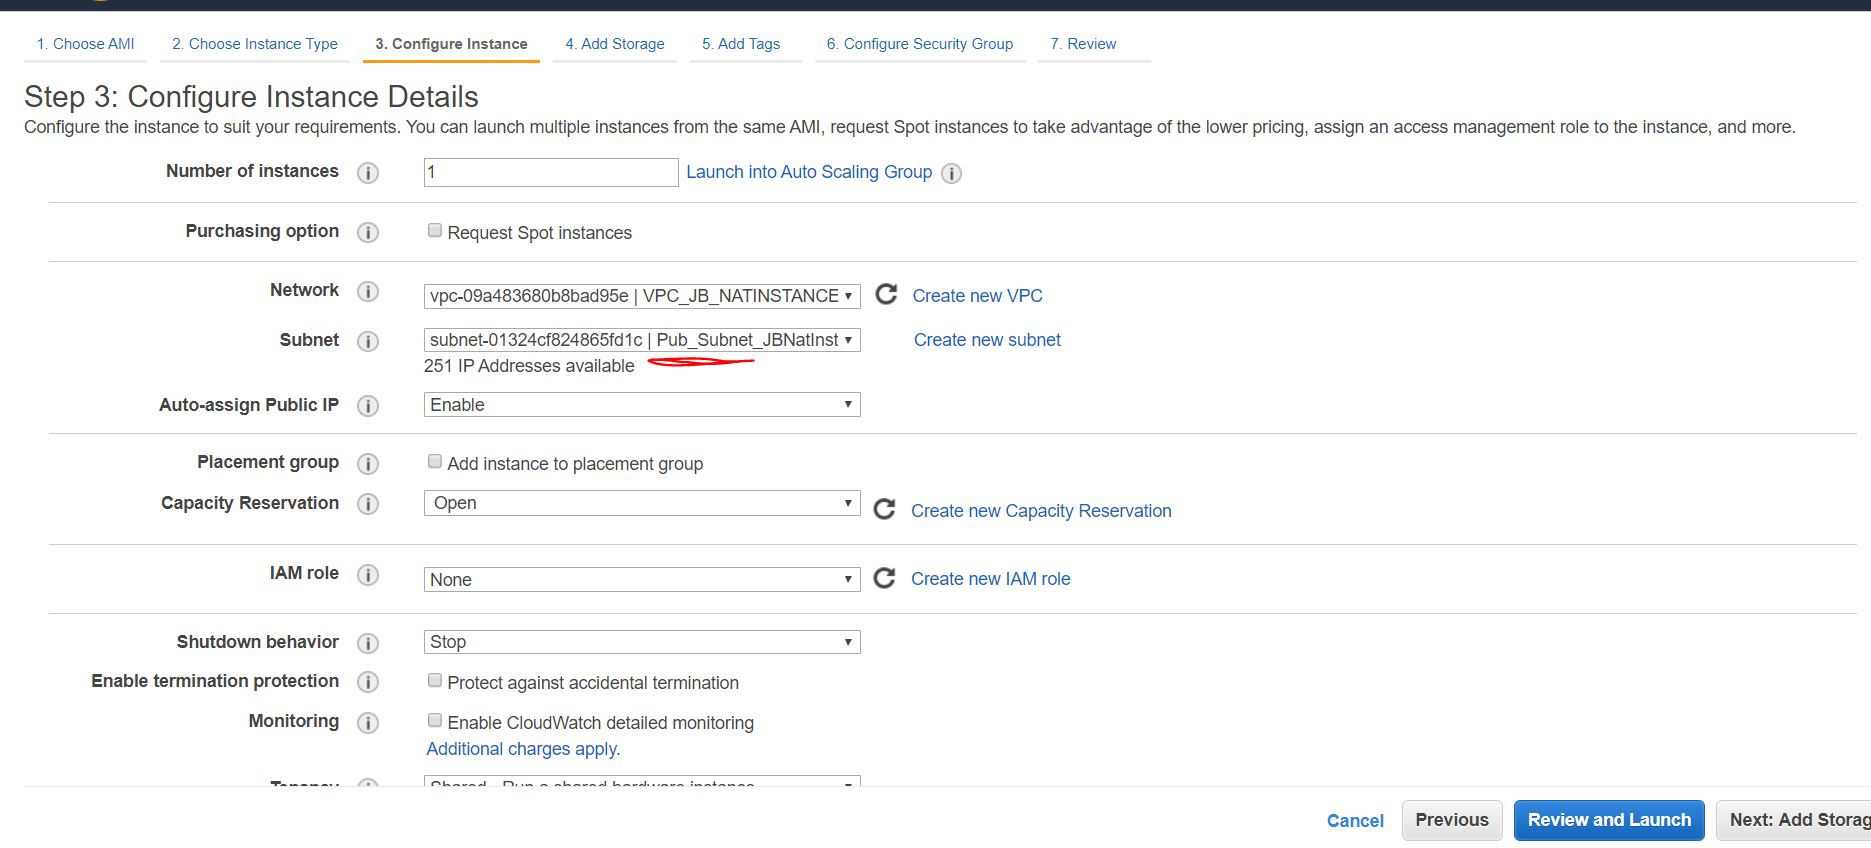 1. Choose AMI 2. Choose Instance Type 3. Configure Instance 4. Add Storage 5. Add Tags 6. Configure Security Group 7. Review
Step 3: Configure Instance Details
Configure the instance to suit your requirements. You can launch multiple instances from the same AMI, request Spot instances to take advantage of the lower pricing, assign an access management role to the instance, and more.
Number of instances i 1 Launch into Auto Scaling Group i
Purchasing option i Request Spot instances
Network i vpc-09a483680b8bad95e | VPC_JB_NATINSTANCE Create new VPC
Subnet i subnet-01324cf824865fd1c | Pub_Subnet_JBNatInst Create new subnet
251 IP Addresses available
Auto-assign Public IP i Enable
Placement group i Add instance to placement group
Capacity Reservation i Open Create new Capacity Reservation
IAM role i None Create new IAM role
Shutdown behavior i Stop
Enable termination protection i Protect against accidental termination
Monitoring i Enable CloudWatch detailed monitoring
Additional charges apply.
Tenancy i Shared - Run a shared hardware instance
Cancel Previous Review and Launch Next: Add Storag